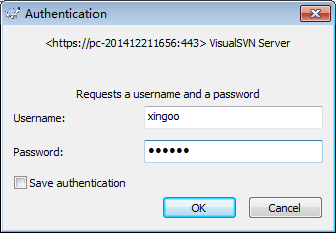 Authentication
<https://pc-201412211656:443> VisualSVN Server
Requests a username and a password
Username:
xingoo
Password:
●●●●●●
Save authentication
OK
Cancel